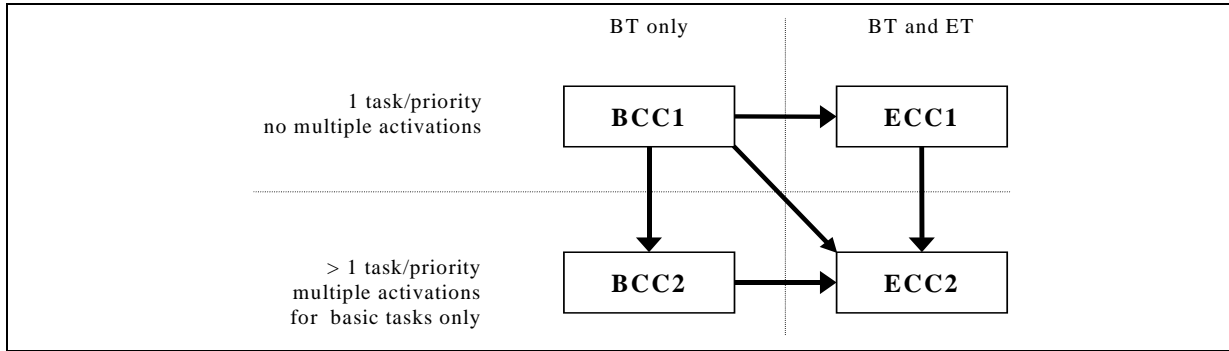 BT only
BT and ET
1 task/priority
no multiple activations
BCC1
ECC1
> 1 task/priority
multiple activations
for basic tasks only
BCC2
ECC2